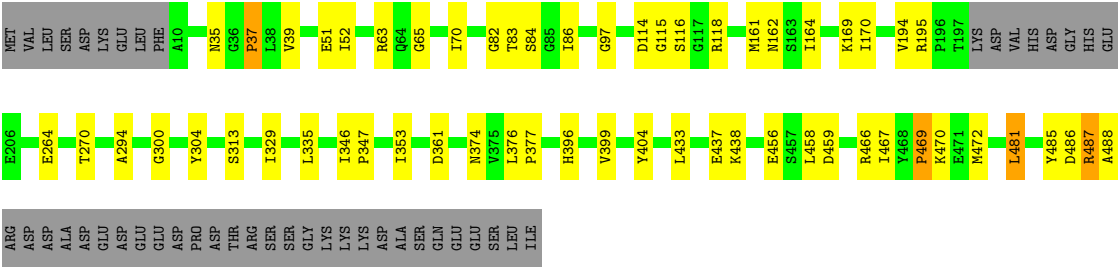 MET VAL LEU SER ASP LYS GLU LEU PHE A10 N35 G36 P37 L38 V39 E51 I52 R63 Q64 G65 I70 G82 T83 S84 G85 I86 G97 D114 G115 S116 G117 R118 M161 N162 S163 I164 K169 I170 V194 R195 P196 T197 LYS ASP VAL HIS ASP GLY HIS GLU
E206 E264 T270 A294 G300 Y304 S313 I329 L335 I346 P347 I353 D361 N374 V375 L376 P377 H396 V399 Y404 L433 E437 K438 E456 S457 L458 D459 R466 I467 Y468 P469 K470 E471 M472 L481 Y485 D486 R487 A488
ARG ASP ASP ALA ASP GLU ASP GLU GLU ASP PRO ASP THR ARG SER SER GLY LYS LYS LYS ASP ALA SER GLN GLU GLU SER LEU ILE